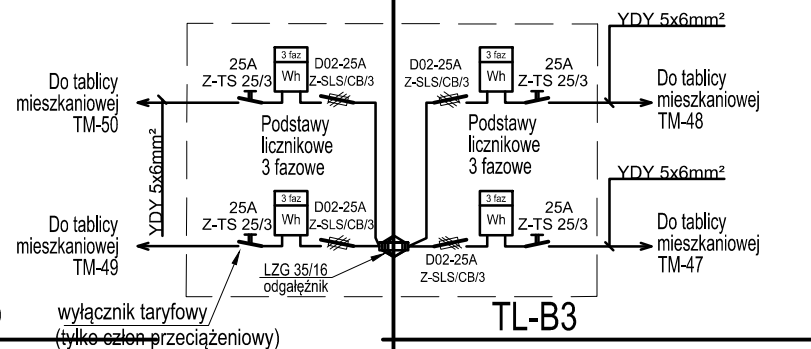 YDY 5x6mm²
25A
Z-TS 25/3
3 faz
Wh
D02-25A
Z-SLS/CB/3
D02-25A
Z-SLS/CB/3
3 faz
Wh
25A
Z-TS 25/3
Do tablicy
mieszkaniowej
TM-50
Podstawy
licznikowe
3 fazowe
Podstawy
licznikowe
3 fazowe
Do tablicy
mieszkaniowej
TM-48
YDY 5x6mm²
YDY 5x6mm²
25A
Z-TS 25/3
3 faz
Wh
D02-25A
Z-SLS/CB/3
3 faz
Wh
25A
Z-TS 25/3
Do tablicy
mieszkaniowej
TM-49
LZG 35/16
odgałęźnik
D02-25A
Z-SLS/CB/3
Do tablicy
mieszkaniowej
TM-47
wyłącznik taryfowy
(tylko człon przeciążeniowy)
TL-B3